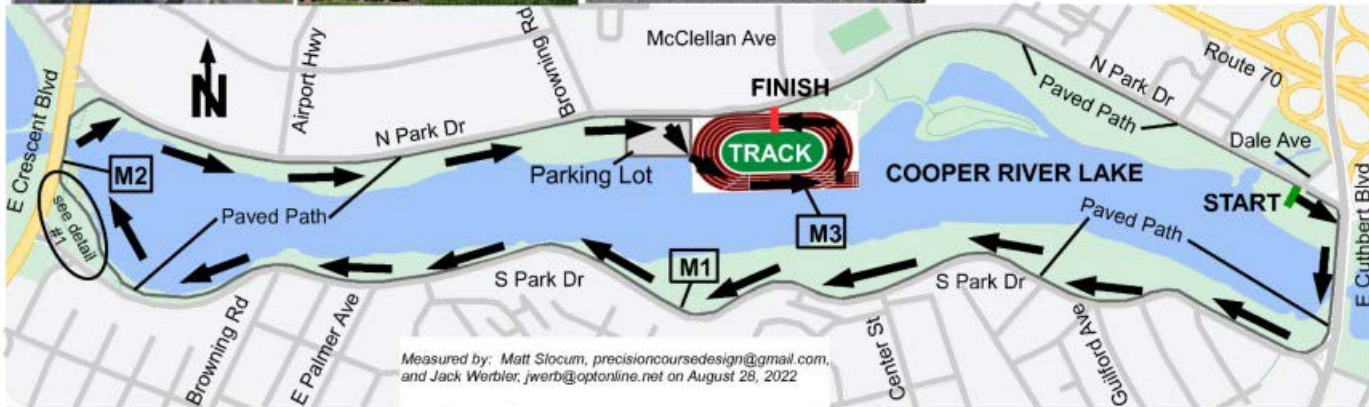 McClellan Ave
Browning Rd
Airport Hwy
N
E Crescent Blvd
Route 70
N Park Dr
Paved Path
Dale Ave
FINISH
N Park Dr
TRACK
Parking Lot
COOPER RIVER LAKE
START
E Cuthbert Blvd
M2
see detail
#1
Paved Path
M3
Paved Path
M1
S Park Dr
S Park Dr
Browning Rd
E Palmer Ave
Center St
Guilford Ave
Measured by: Matt Slocum, precisioncoursedesign@gmail.com,
and Jack Werbler, jwerb@optonline.net on August 28, 2022